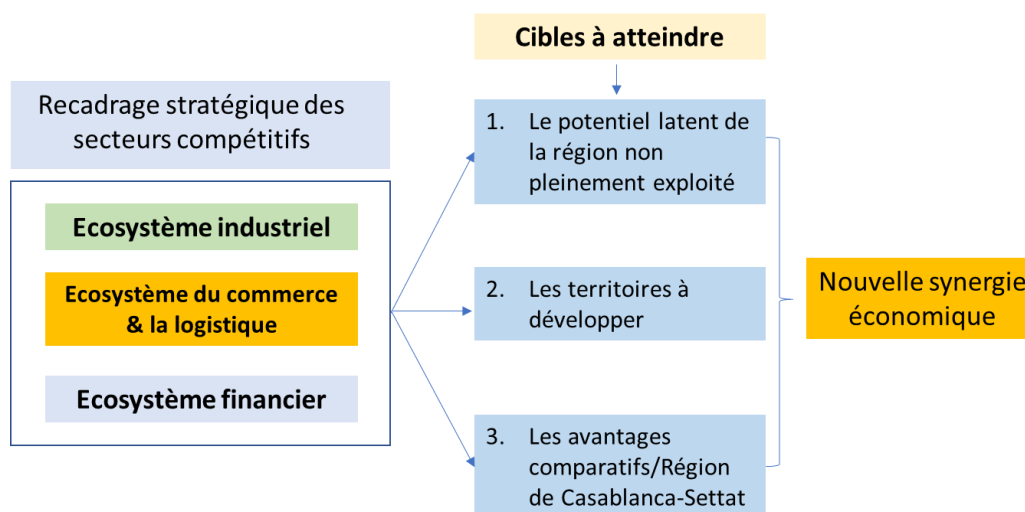 Cibles à atteindre
Recadrage stratégique des
secteurs compétitifs
Ecosystème industriel
Ecosystème du commerce
& la logistique
Ecosystème financier
1. Le potentiel latent de
la région non
pleinement exploité
2. Les territoires à
développer
3. Les avantages
comparatifs/Région
de Casablanca-Settat
Nouvelle synergie
économique